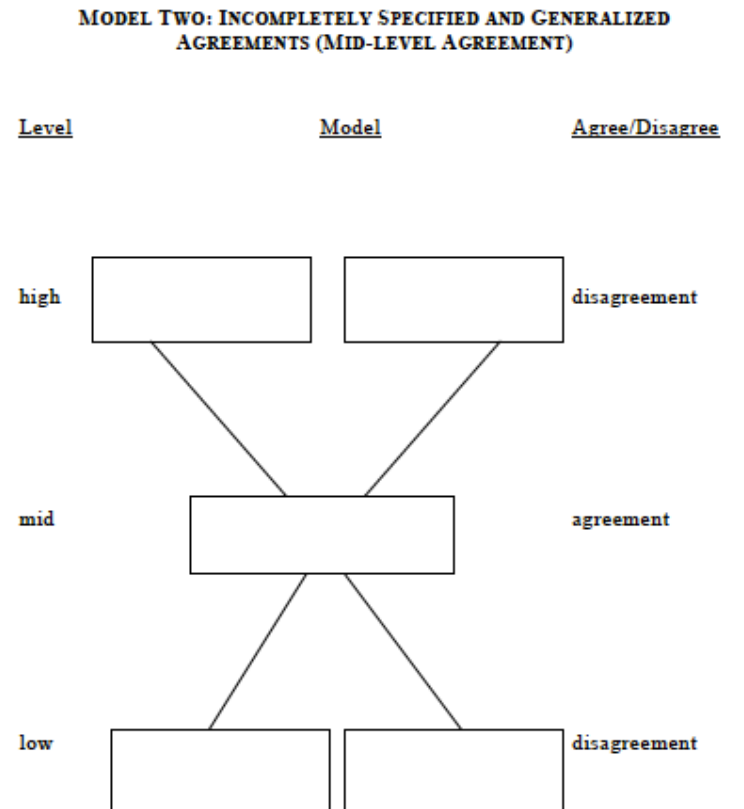 MODEL TWO: INCOMPLETELY SPECIFIED AND GENERALIZED
AGREEMENTS (MID-LEVEL AGREEMENT)
Level Model Agree/Disagree
high disagreement
mid agreement
low disagreement